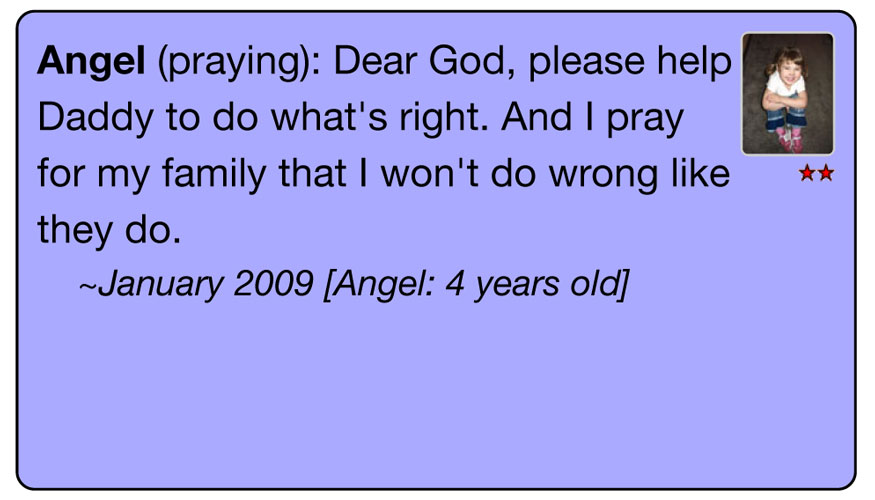 Angel (praying): Dear God, please help
Daddy to do what's right. And I pray
for my family that I won't do wrong like
they do.
~January 2009 [Angel: 4 years old]